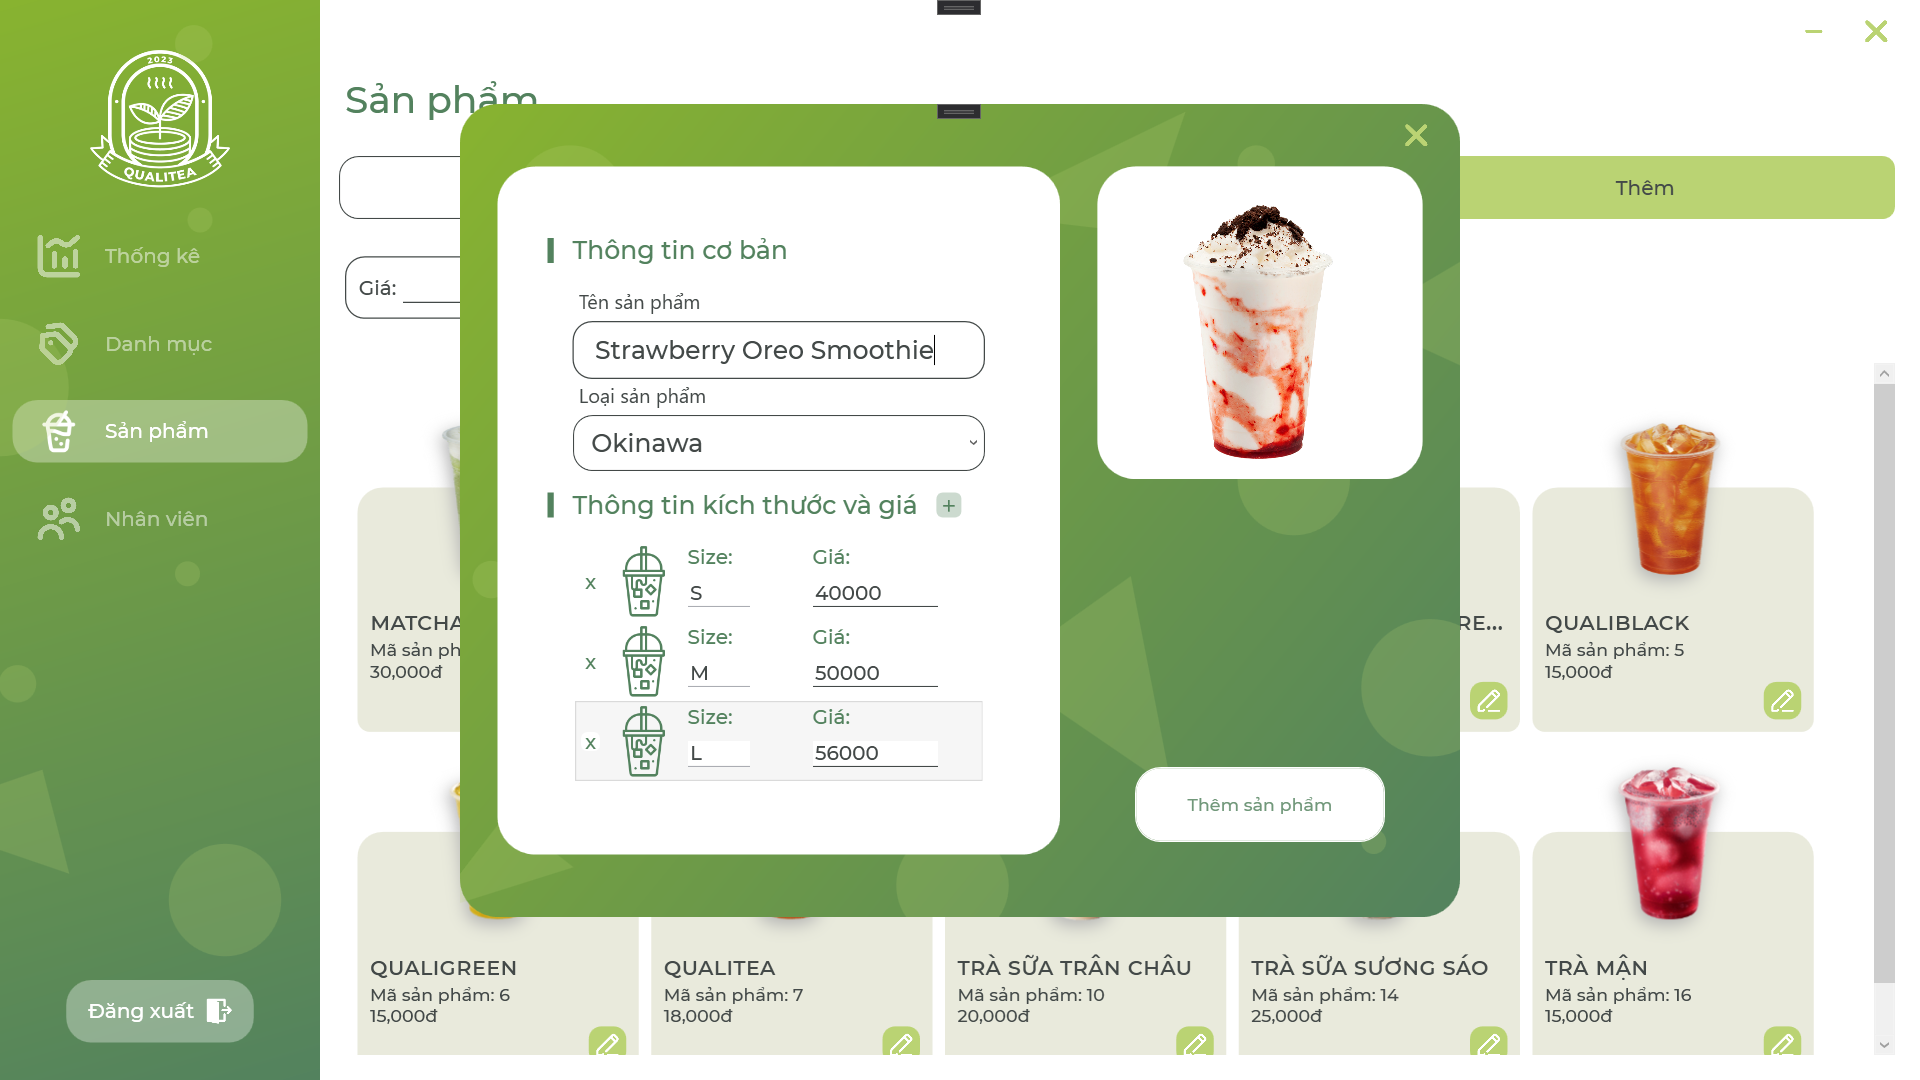 2023
QUALITEA
Thống kê
Danh mục
Sản phẩm
Nhân viên
Đăng xuất
Sản phẩm
Thêm
Giá:
Thông tin cơ bản
Tên sản phẩm
Strawberry Oreo Smoothie
Loại sản phẩm
Okinawa
Thông tin kích thước và giá +
Size: Giá:
x S 40000
Size: Giá:
x M 50000
Size: Giá:
x L 56000
Thêm sản phẩm
MATCHA
Mã sản ph
30,000đ
RE...
QUALIBLACK
Mã sản phẩm: 5
15,000đ
QUALIGREEN
Mã sản phẩm: 6
15,000đ
QUALITEA
Mã sản phẩm: 7
18,000đ
TRÀ SỮA TRÂN CHÂU
Mã sản phẩm: 10
20,000đ
TRÀ SỮA SƯƠNG SÁO
Mã sản phẩm: 14
25,000đ
TRÀ MẬN
Mã sản phẩm: 16
15,000đ